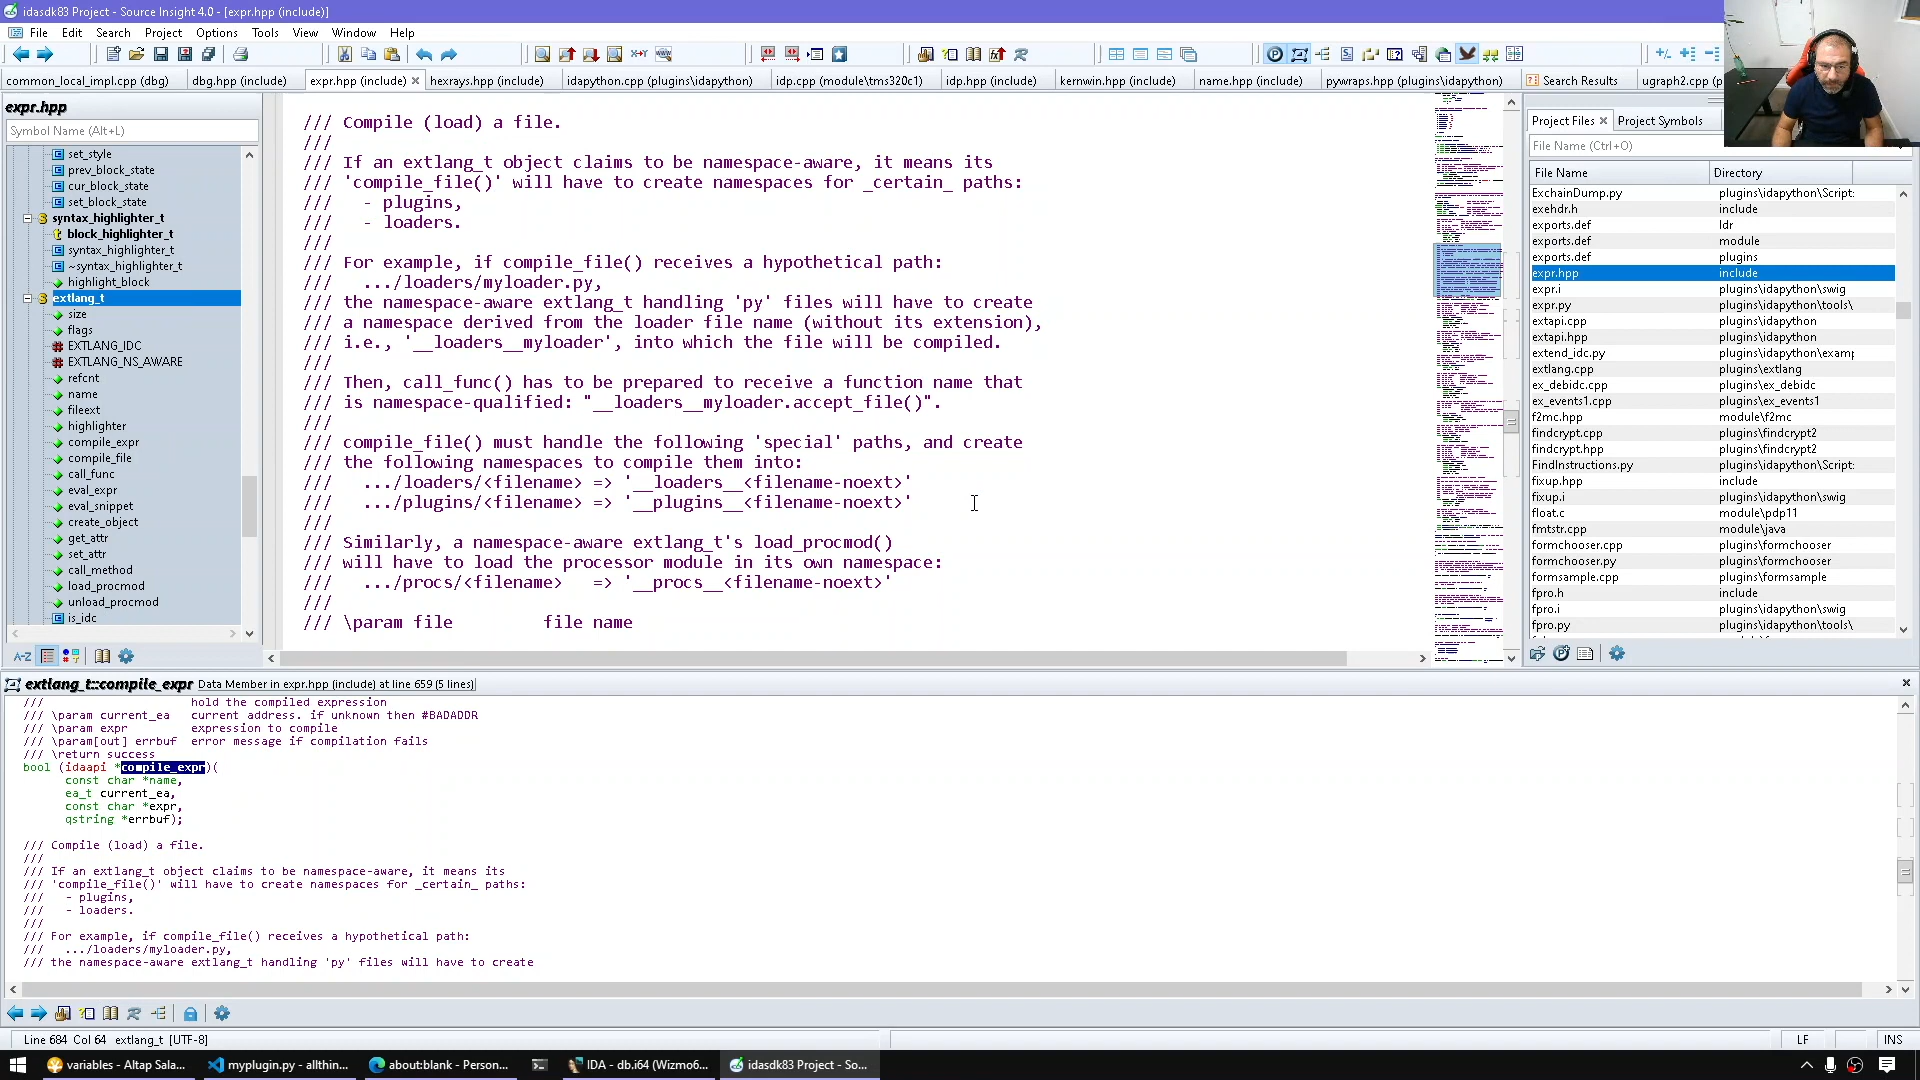 idasdk83 Project - Source Insight 4.0 - [expr.hpp (include)]
File Edit Search Project Options Tools View Window Help
common_local_impl.cpp (dbg) dbg.hpp (include) expr.hpp (include) hexrays.hpp (include) idapython.cpp (plugins\idapython) idp.cpp (module\tms320c1) idp.hpp (include) kernwin.hpp (include) name.hpp (include) pywraps.hpp (plugins\idapython) Search Results ugraph2.cpp (p
expr.hpp
Symbol Name (Alt+L)
set_style
prev_block_state
cur_block_state
set_block_state
syntax_highlighter_t
block_highlighter_t
syntax_highlighter_t
~syntax_highlighter_t
highlight_block
extlang_t
size
flags
EXTLANG_IDC
EXTLANG_NS_AWARE
refcnt
name
fileext
highlighter
compile_expr
compile_file
call_func
eval_expr
eval_snippet
create_object
get_attr
set_attr
call_method
load_procmod
unload_procmod
is_idc
A-Z
/// Compile (load) a file.
///
/// If an extlang_t object claims to be namespace-aware, it means its
/// 'compile_file()' will have to create namespaces for _certain_ paths:
///   - plugins,
///   - loaders.
///
/// For example, if compile_file() receives a hypothetical path:
///   .../loaders/myloader.py,
/// the namespace-aware extlang_t handling 'py' files will have to create
/// a namespace derived from the loader file name (without its extension),
/// i.e., '__loaders__myloader', into which the file will be compiled.
///
/// Then, call_func() has to be prepared to receive a function name that
/// is namespace-qualified: "__loaders__myloader.accept_file()".
///
/// compile_file() must handle the following 'special' paths, and create
/// the following namespaces to compile them into:
///   .../loaders/<filename> => '__loaders__<filename-noext>'
///   .../plugins/<filename> => '__plugins__<filename-noext>'
///
/// Similarly, a namespace-aware extlang_t's load_procmod()
/// will have to load the processor module in its own namespace:
///   .../procs/<filename>   => '__procs__<filename-noext>'
///
/// \param file         file name
Project Files Project Symbols
File Name (Ctrl+O)
File Name Directory
ExchainDump.py plugins\idapython\Script:
exehdr.h include
exports.def ldr
exports.def module
exports.def plugins
expr.hpp include
expr.i plugins\idapython\swig
expr.py plugins\idapython\tools\
extapi.cpp plugins\idapython
extapi.hpp plugins\idapython
extend_idc.py plugins\idapython\examp
extlang.cpp plugins\extlang
ex_debidc.cpp plugins\ex_debidc
ex_events1.cpp plugins\ex_events1
f2mc.hpp module\f2mc
findcrypt.cpp plugins\findcrypt2
findcrypt.hpp plugins\findcrypt2
FindInstructions.py plugins\idapython\Script:
fixup.hpp include
fixup.i plugins\idapython\swig
float.c module\pdp11
fmtstr.cpp module\java
formchooser.cpp plugins\formchooser
formchooser.py plugins\formchooser
formsample.cpp plugins\formsample
fpro.h include
fpro.i plugins\idapython\swig
fpro.py plugins\idapython\tools\
extlang_t::compile_expr Data Member in expr.hpp (include) at line 659 (5 lines)
///                     hold the compiled expression
/// \param current_ea   current address. if unknown then #BADADDR
/// \param expr         expression to compile
/// \param[out] errbuf  error message if compilation fails
/// \return success
bool (idaapi *compile_expr)(
const char *name,
ea_t current_ea,
const char *expr,
qstring *errbuf);
/// Compile (load) a file.
///
/// If an extlang_t object claims to be namespace-aware, it means its
/// 'compile_file()' will have to create namespaces for _certain_ paths:
///   - plugins,
///   - loaders.
///
/// For example, if compile_file() receives a hypothetical path:
///   .../loaders/myloader.py,
/// the namespace-aware extlang_t handling 'py' files will have to create
Line 684 Col 64 extlang_t [UTF-8] LF INS
variables - Altap Sala... myplugin.py - allthin... about:blank - Person... IDA - db.i64 (Wizmo6... idasdk83 Project - So...